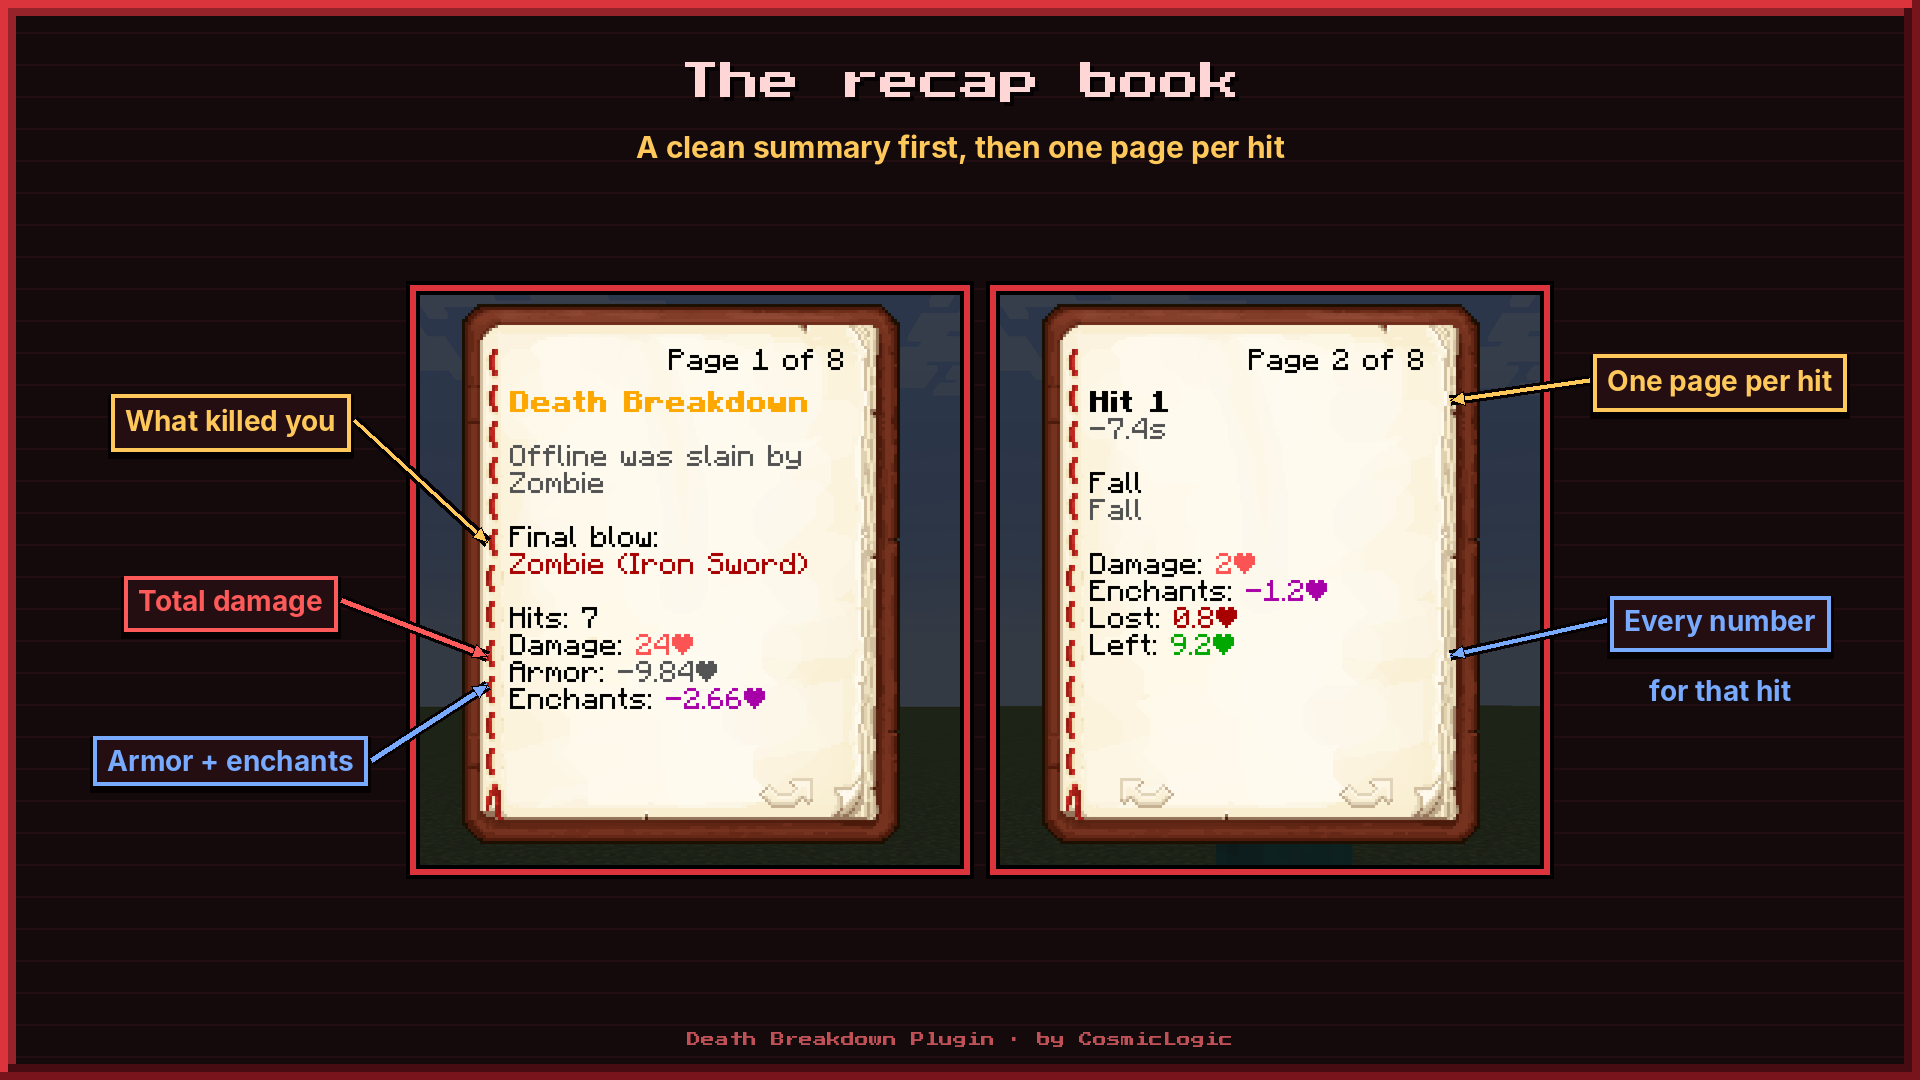 The recap book
A clean summary first, then one page per hit
What killed you
Total damage
Armor + enchants
Page 1 of 8
Death Breakdown
Offline was slain by
Zombie
Final blow:
Zombie (Iron Sword)
Hits: 7
Damage: 24♥
Armor: -9.84♥
Enchants: -2.66♥
Page 2 of 8
Hit 1
-7.4s
Fall
Fall
Damage: 2♥
Enchants: -1.2♥
Lost: 0.8♥
Left: 9.2♥
One page per hit
Every number
for that hit
Death Breakdown Plugin · by CosmicLogic